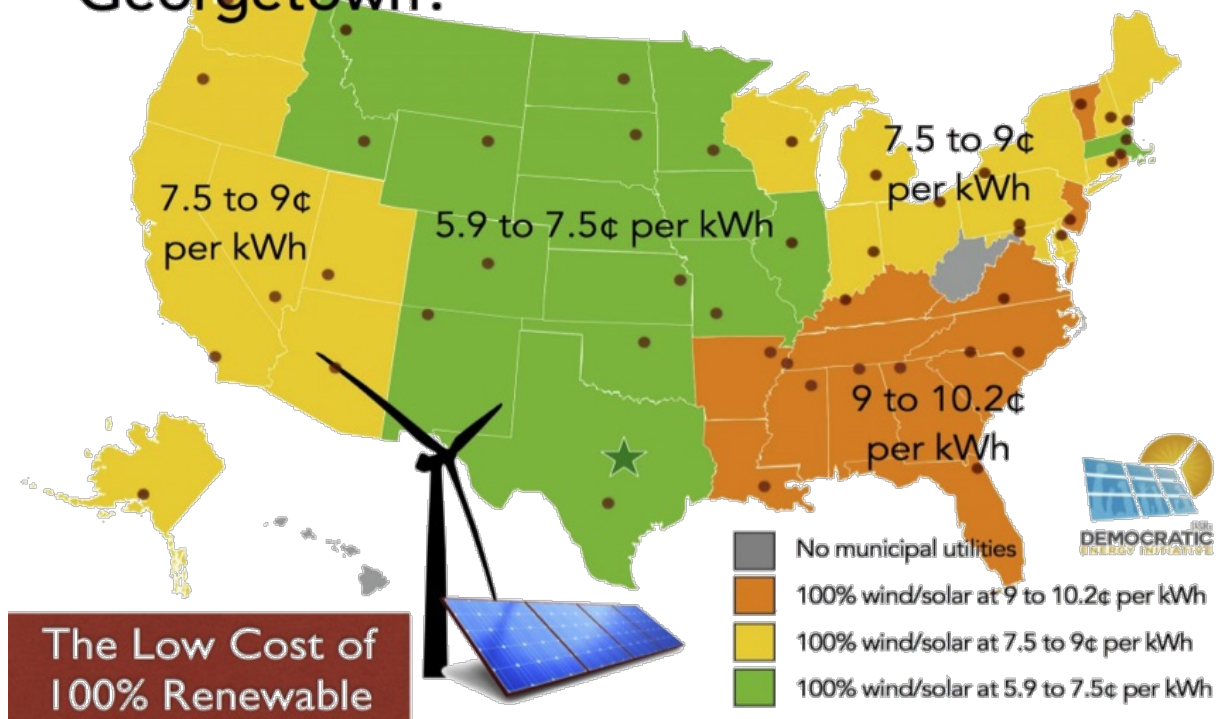 Georgetown?
7.5 to 9¢
per kWh
7.5 to 9¢
per kWh
5.9 to 7.5¢ per kWh
9 to 10.2¢
per kWh
DEMOCRATIC
ENERGY INITIATIVE
No municipal utilities
100% wind/solar at 9 to 10.2¢ per kWh
100% wind/solar at 7.5 to 9¢ per kWh
100% wind/solar at 5.9 to 7.5¢ per kWh
The Low Cost of
100% Renewable